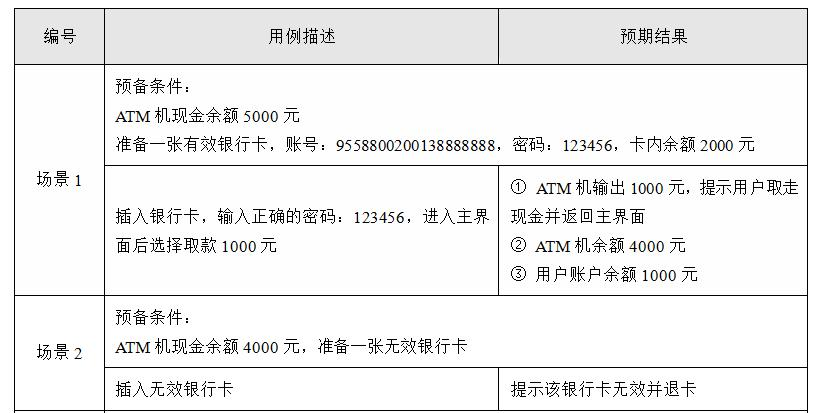 编号 用例描述 预期结果
场景1
预备条件：
ATM 机现金余额 5000 元
准备一张有效银行卡，账号：9558800200138888888，密码：123456，卡内余额 2000 元
插入银行卡，输入正确的密码：123456，进入主界
面后选择取款 1000 元
① ATM 机输出 1000 元，提示用户取走
现金并返回主界面
② ATM 机余额 4000 元
③ 用户账户余额 1000 元
场景2
预备条件：
ATM 机现金余额 4000 元，准备一张无效银行卡
插入无效银行卡
提示该银行卡无效并退卡